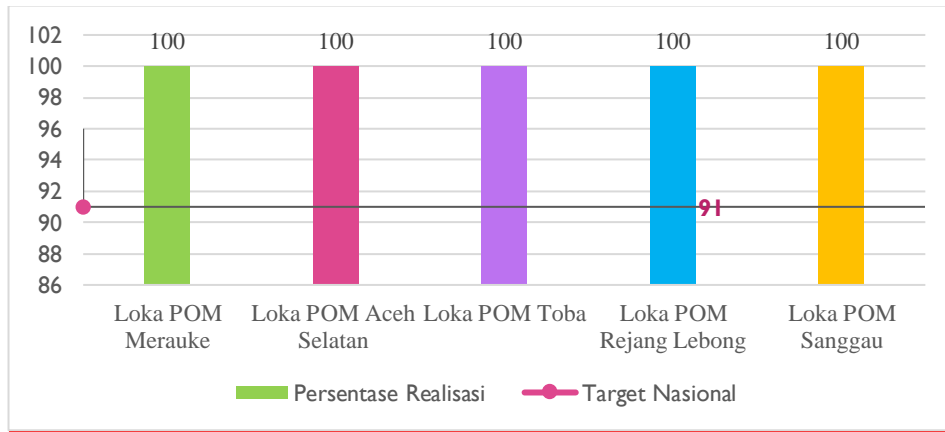 102
100
98
96
94
92
90
88
86
100
100
100
100
100
91
Loka POM
Merauke
Loka POM Aceh
Selatan
Loka POM Toba
Loka POM
Rejang Lebong
Loka POM
Sanggau
Persentase Realisasi
Target Nasional